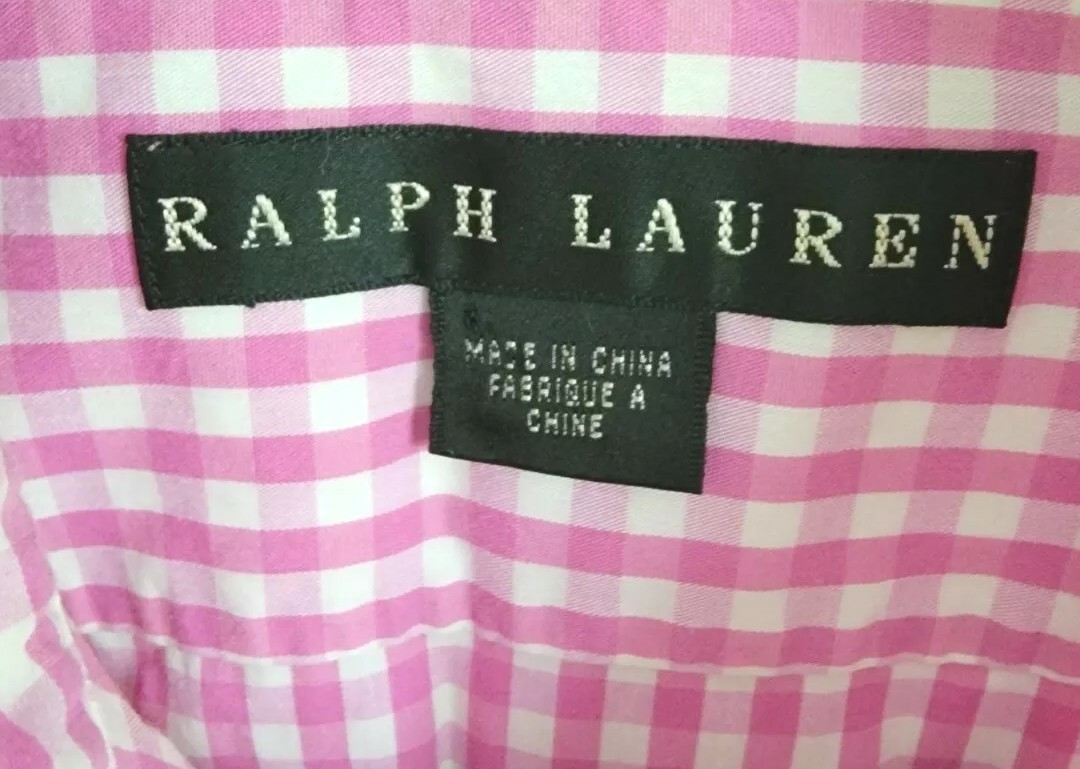 RALPH LAUREN
MADE IN CHINA
FABRIQUE A
CHINE